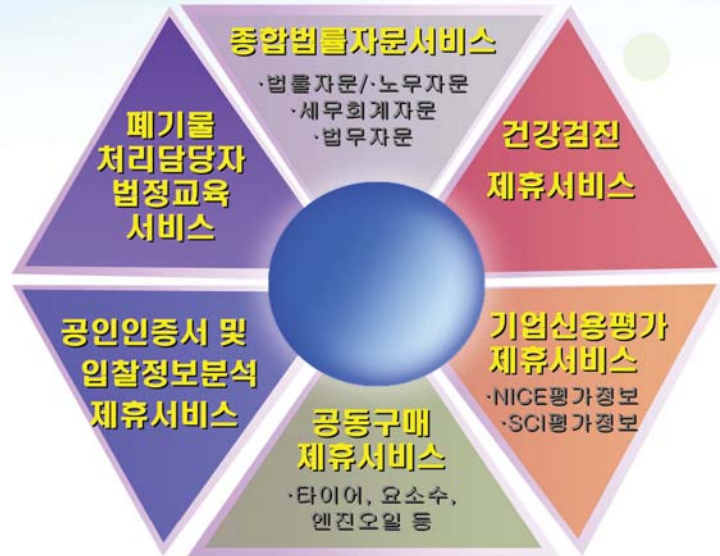 종합법률자문서비스
·법률자문/·노무자문
·세무회계자문
·법무자문
건강검진
제휴서비스
기업신용평가
제휴서비스
·NICE평가정보
·SCI평가정보
공동구매
제휴서비스
·타이어, 요소수,
엔진오일 등
공인인증서 및
입찰정보분석
제휴서비스
폐기물
처리담당자
법정교육
서비스